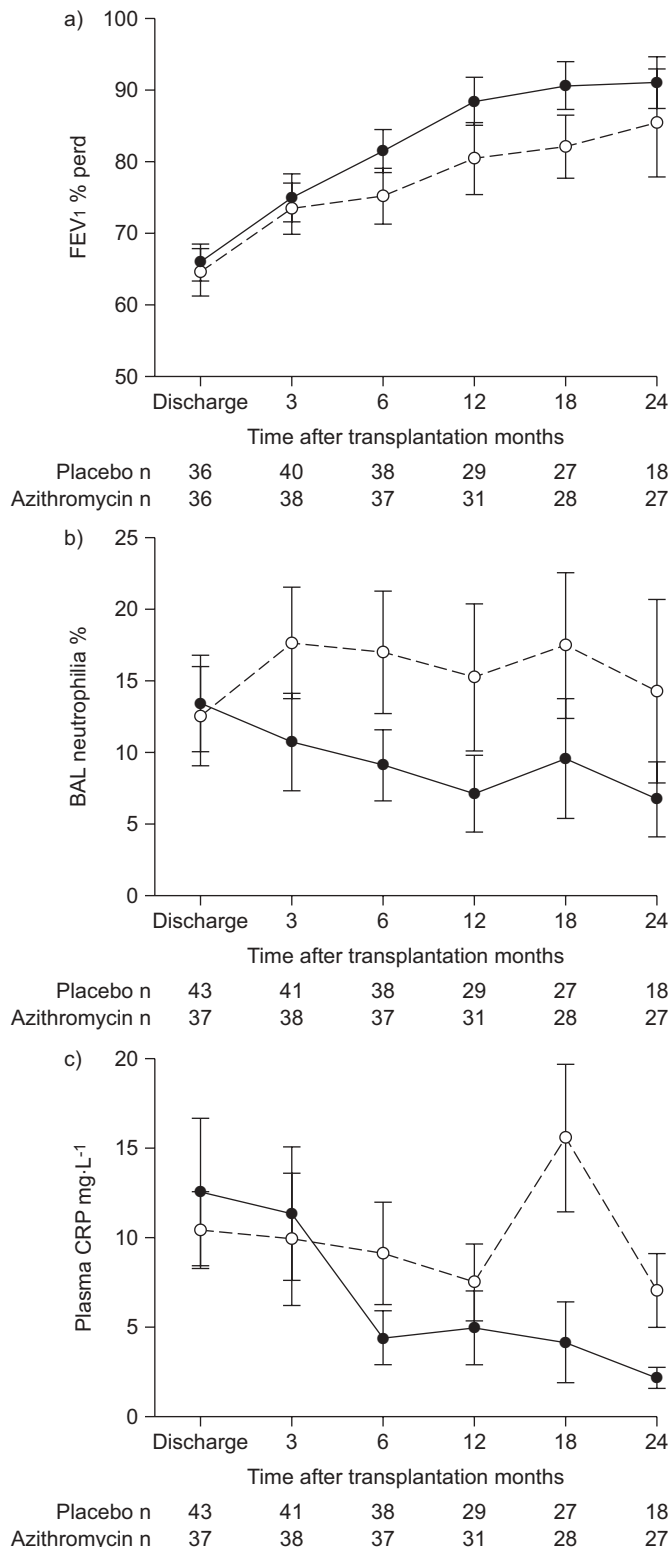 a)
100
90
80
70
60
50
FEV1 % perd
Discharge 3 6 12 18 24
Time after transplantation months
Placebo n 36 40 38 29 27 18
Azithromycin n 36 38 37 31 28 27
b)
25
20
15
10
5
0
BAL neutrophilia %
Discharge 3 6 12 18 24
Time after transplantation months
Placebo n 43 41 38 29 27 18
Azithromycin n 37 38 37 31 28 27
c)
20
15
10
5
0
Plasma CRP mg·L-1
Discharge 3 6 12 18 24
Time after transplantation months
Placebo n 43 41 38 29 27 18
Azithromycin n 37 38 37 31 28 27